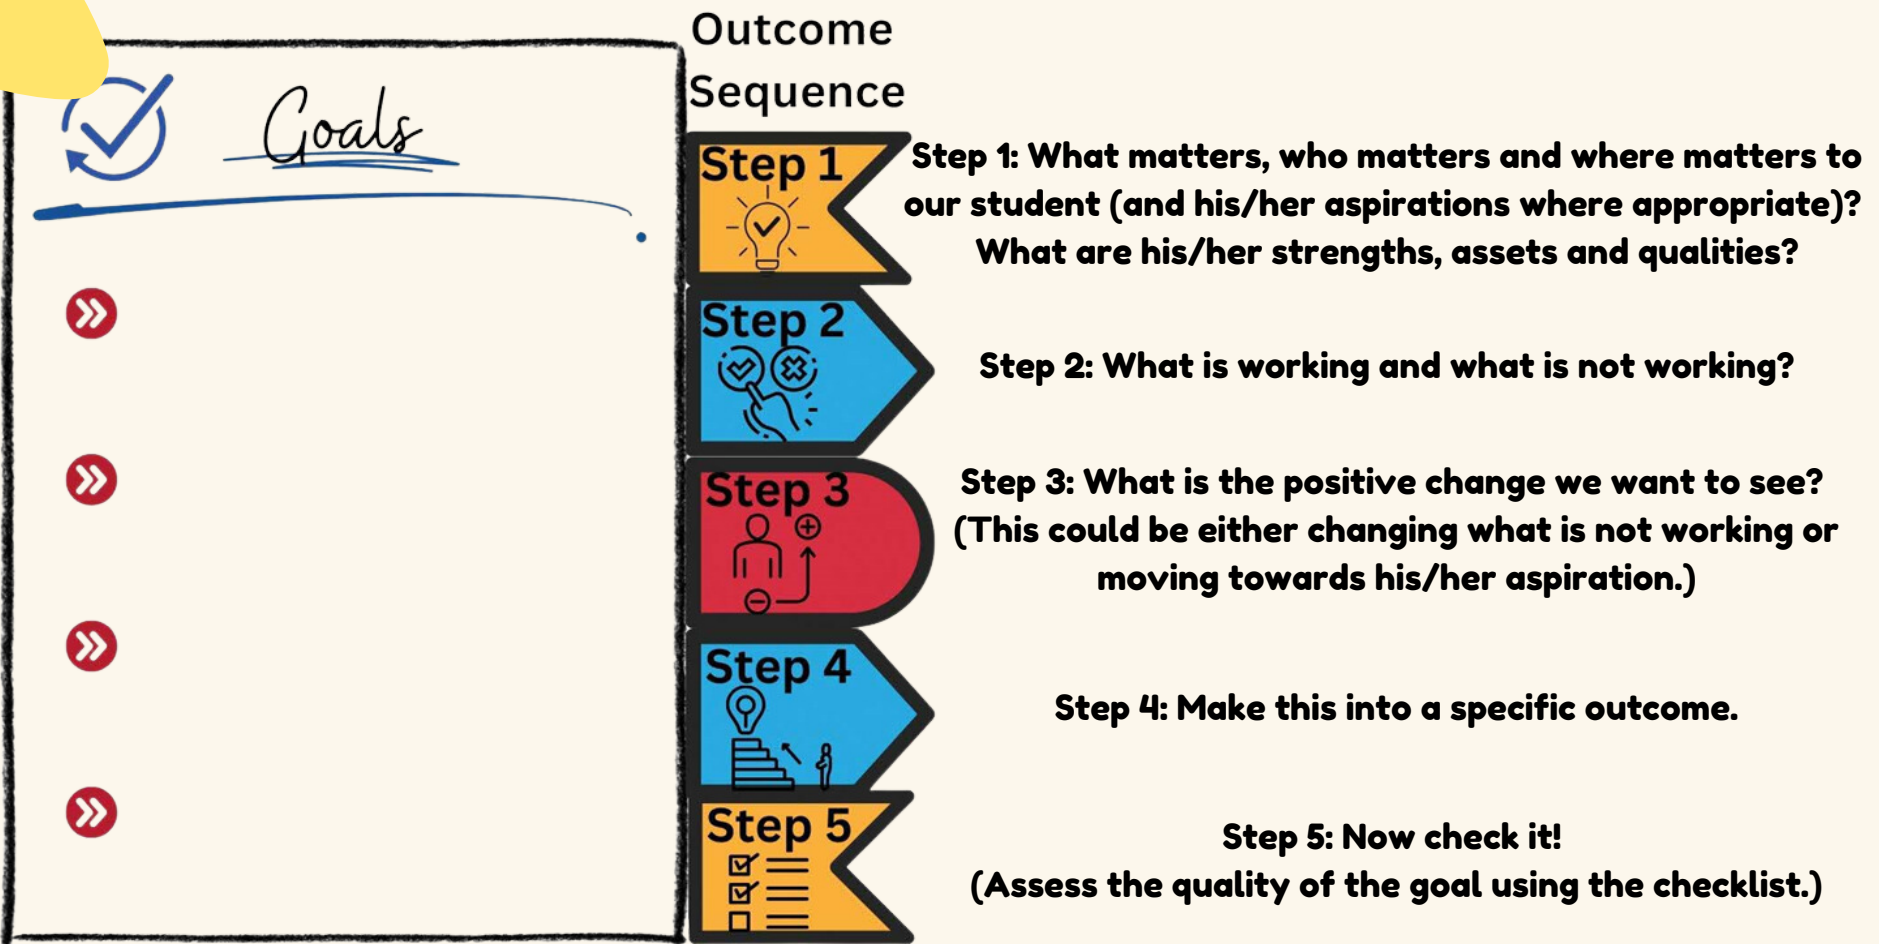 Goals
Outcome
Sequence
Step 1
Step 1: What matters, who matters and where matters to
our student (and his/her aspirations where appropriate)?
What are his/her strengths, assets and qualities?
Step 2
Step 2: What is working and what is not working?
Step 3
Step 3: What is the positive change we want to see?
(This could be either changing what is not working or
moving towards his/her aspiration.)
Step 4
Step 4: Make this into a specific outcome.
Step 5
Step 5: Now check it!
(Assess the quality of the goal using the checklist.)